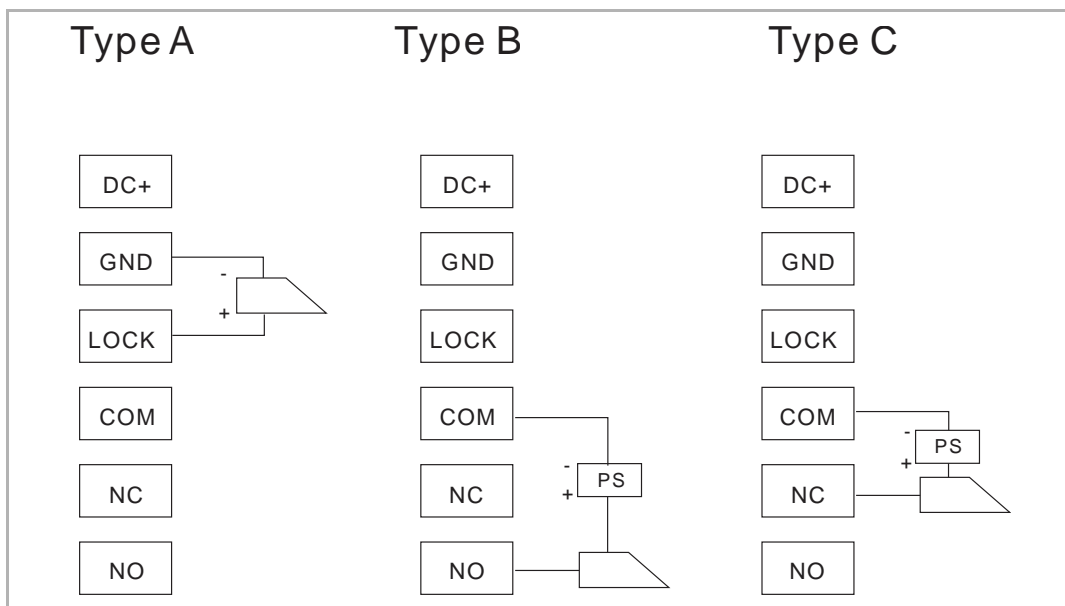 Type A
Type B
Type C
DC+
GND
-
+
LOCK
COM
NC
NO
DC+
GND
LOCK
COM
-
PS
+
NC
NO
DC+
GND
LOCK
COM
-
PS
+
NC
NO